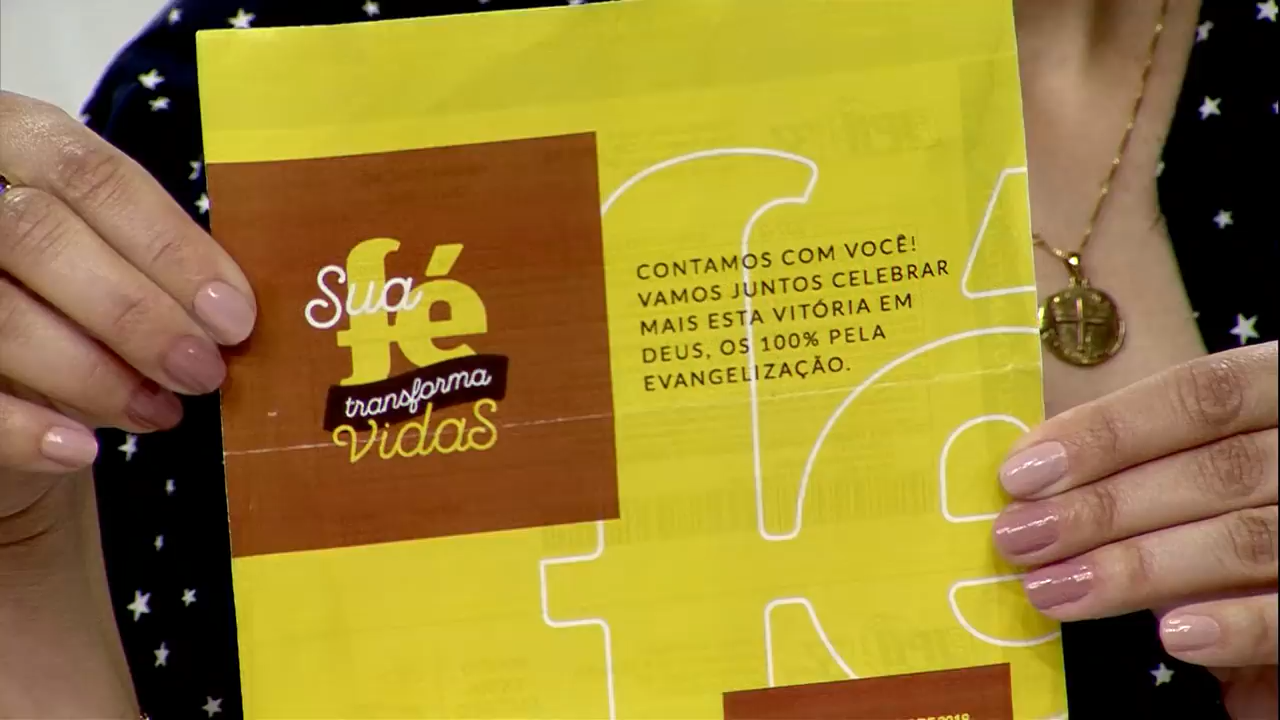 Sua
fé
transforma
vidas
CONTAMOS COM VOCÊ!
VAMOS JUNTOS CELEBRAR
MAIS ESTA VITÓRIA EM
DEUS, OS 100% PELA
EVANGELIZAÇÃO.